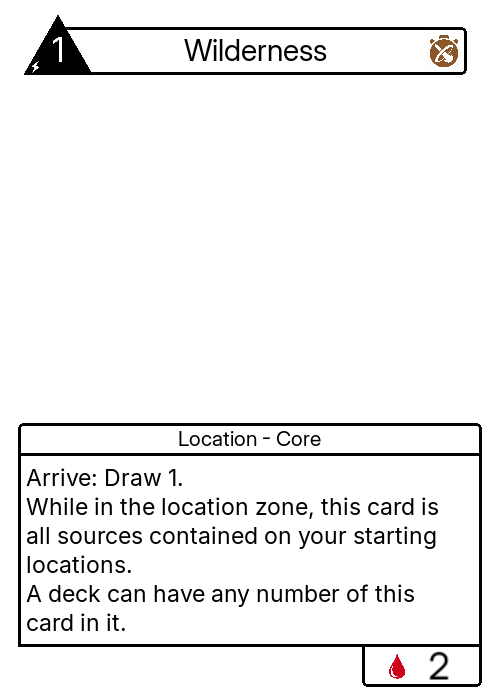 1
Wilderness
Location - Core
Arrive: Draw 1.
While in the location zone, this card is
all sources contained on your starting
locations.
A deck can have any number of this
card in it.
2